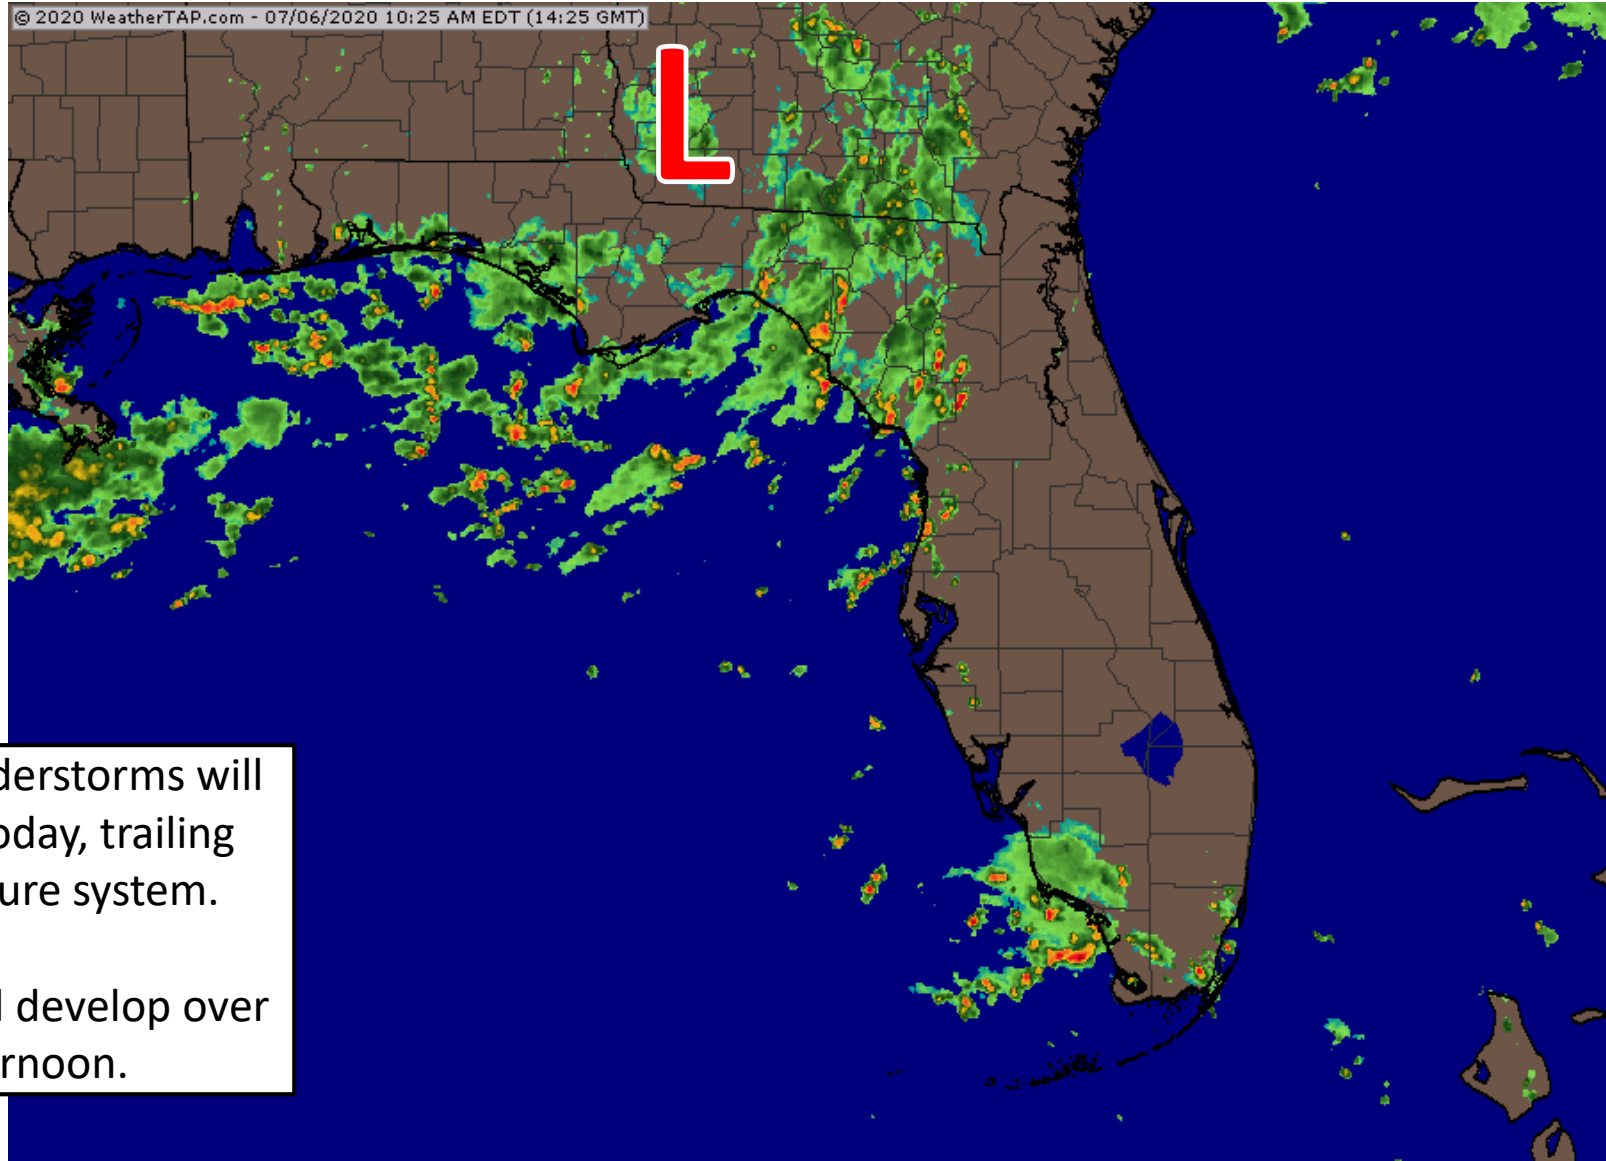 © 2020 WeatherTAP.com - 07/06/2020 10:25 AM EDT (14:25 GMT)
L
derstorms will
oday, trailing
ure system.
develop over
rnoon.